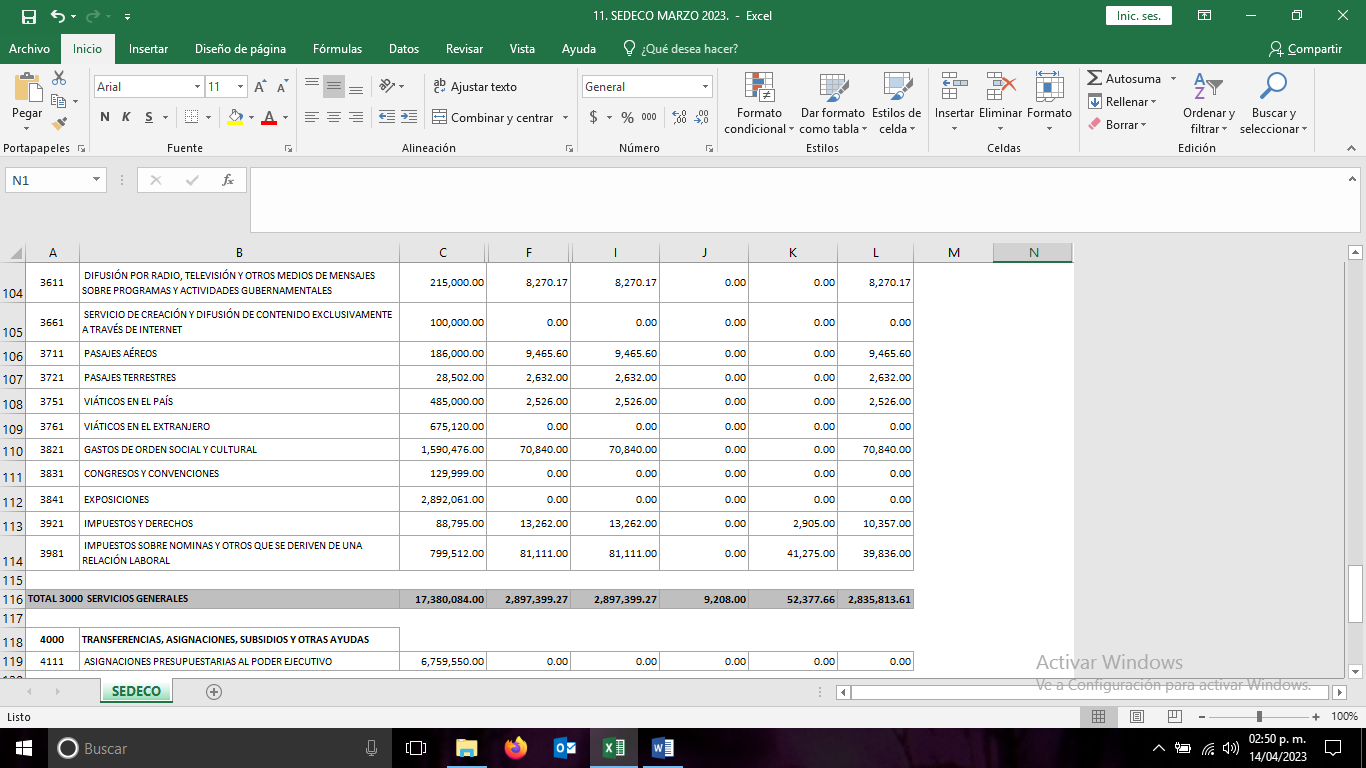 11. SEDECO MARZO 2023. - Excel
Inic. ses.
Archivo Inicio Insertar Diseño de página Fórmulas Datos Revisar Vista Ayuda ¿Qué desea hacer? Compartir
Pegar
Portapapeles
Arial 11
N K S
Fuente
Ajustar texto
Combinar y centrar
Alineación
General
$ % 000
Número
Formato condicional
Dar formato como tabla
Estilos de celda
Estilos
Insertar Eliminar Formato
Celdas
Autosuma
Rellenar
Borrar
Ordenar y filtrar
Buscar y seleccionar
Edición
N1 fx
A B C F I J K L M N
104 3611 DIFUSIÓN POR RADIO, TELEVISIÓN Y OTROS MEDIOS DE MENSAJES
SOBRE PROGRAMAS Y ACTIVIDADES GUBERNAMENTALES 215,000.00 8,270.17 8,270.17 0.00 0.00 8,270.17
105 3661 SERVICIO DE CREACIÓN Y DIFUSIÓN DE CONTENIDO EXCLUSIVAMENTE
A TRAVÉS DE INTERNET 100,000.00 0.00 0.00 0.00 0.00 0.00
106 3711 PASAJES AÉREOS 186,000.00 9,465.60 9,465.60 0.00 0.00 9,465.60
107 3721 PASAJES TERRESTRES 28,502.00 2,632.00 2,632.00 0.00 0.00 2,632.00
108 3751 VIÁTICOS EN EL PAÍS 485,000.00 2,526.00 2,526.00 0.00 0.00 2,526.00
109 3761 VIÁTICOS EN EL EXTRANJERO 675,120.00 0.00 0.00 0.00 0.00 0.00
110 3821 GASTOS DE ORDEN SOCIAL Y CULTURAL 1,590,476.00 70,840.00 70,840.00 0.00 0.00 70,840.00
111 3831 CONGRESOS Y CONVENCIONES 129,999.00 0.00 0.00 0.00 0.00 0.00
112 3841 EXPOSICIONES 2,892,061.00 0.00 0.00 0.00 0.00 0.00
113 3921 IMPUESTOS Y DERECHOS 88,795.00 13,262.00 13,262.00 0.00 2,905.00 10,357.00
114 3981 IMPUESTOS SOBRE NOMINAS Y OTROS QUE SE DERIVEN DE UNA
RELACIÓN LABORAL 799,512.00 81,111.00 81,111.00 0.00 41,275.00 39,836.00
115
116 TOTAL 3000 SERVICIOS GENERALES 17,380,084.00 2,897,399.27 2,897,399.27 9,208.00 52,377.66 2,835,813.61
117
118 4000 TRANSFERENCIAS, ASIGNACIONES, SUBSIDIOS Y OTRAS AYUDAS
119 4111 ASIGNACIONES PRESUPUESTARIAS AL PODER EJECUTIVO 6,759,550.00 0.00 0.00 0.00 0.00 0.00
Activar Windows
Ve a Configuración para activar Windows.
SEDECO
Listo 100%
Buscar
02:50 p. m.
14/04/2023